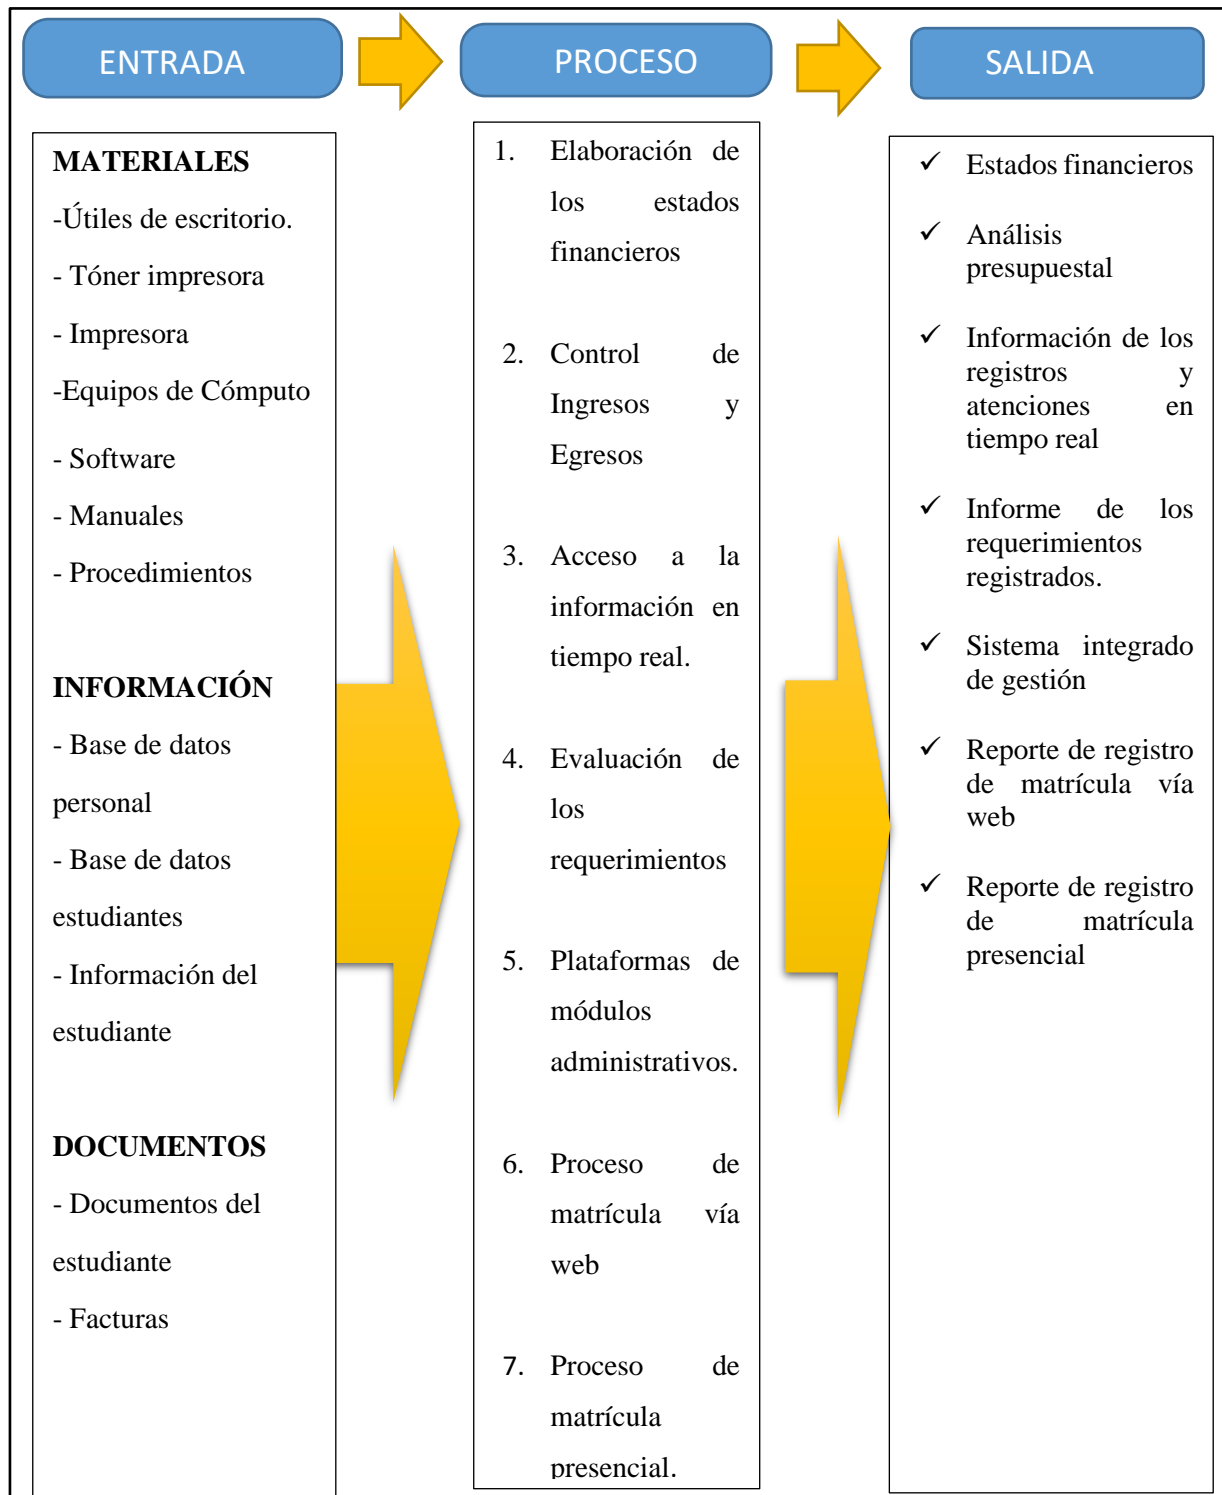 ENTRADA
PROCESO
SALIDA
MATERIALES
-Útiles de escritorio.
- Tóner impresora
- Impresora
-Equipos de Cómputo
- Software
- Manuales
- Procedimientos
INFORMACIÓN
- Base de datos
personal
- Base de datos
estudiantes
- Información del
estudiante
DOCUMENTOS
- Documentos del
estudiante
- Facturas
1. Elaboración de
los estados
financieros
2. Control de
Ingresos y
Egresos
3. Acceso a la
información en
tiempo real.
4. Evaluación de
los
requerimientos
5. Plataformas de
módulos
administrativos.
6. Proceso de
matrícula vía
web
7. Proceso de
matrícula
presencial.
✓ Estados financieros
✓ Análisis
presupuestal
✓ Información de los
registros y
atenciones en
tiempo real
✓ Informe de los
requerimientos
registrados.
✓ Sistema integrado
de gestión
✓ Reporte de registro
de matrícula vía
web
✓ Reporte de registro
de matrícula
presencial